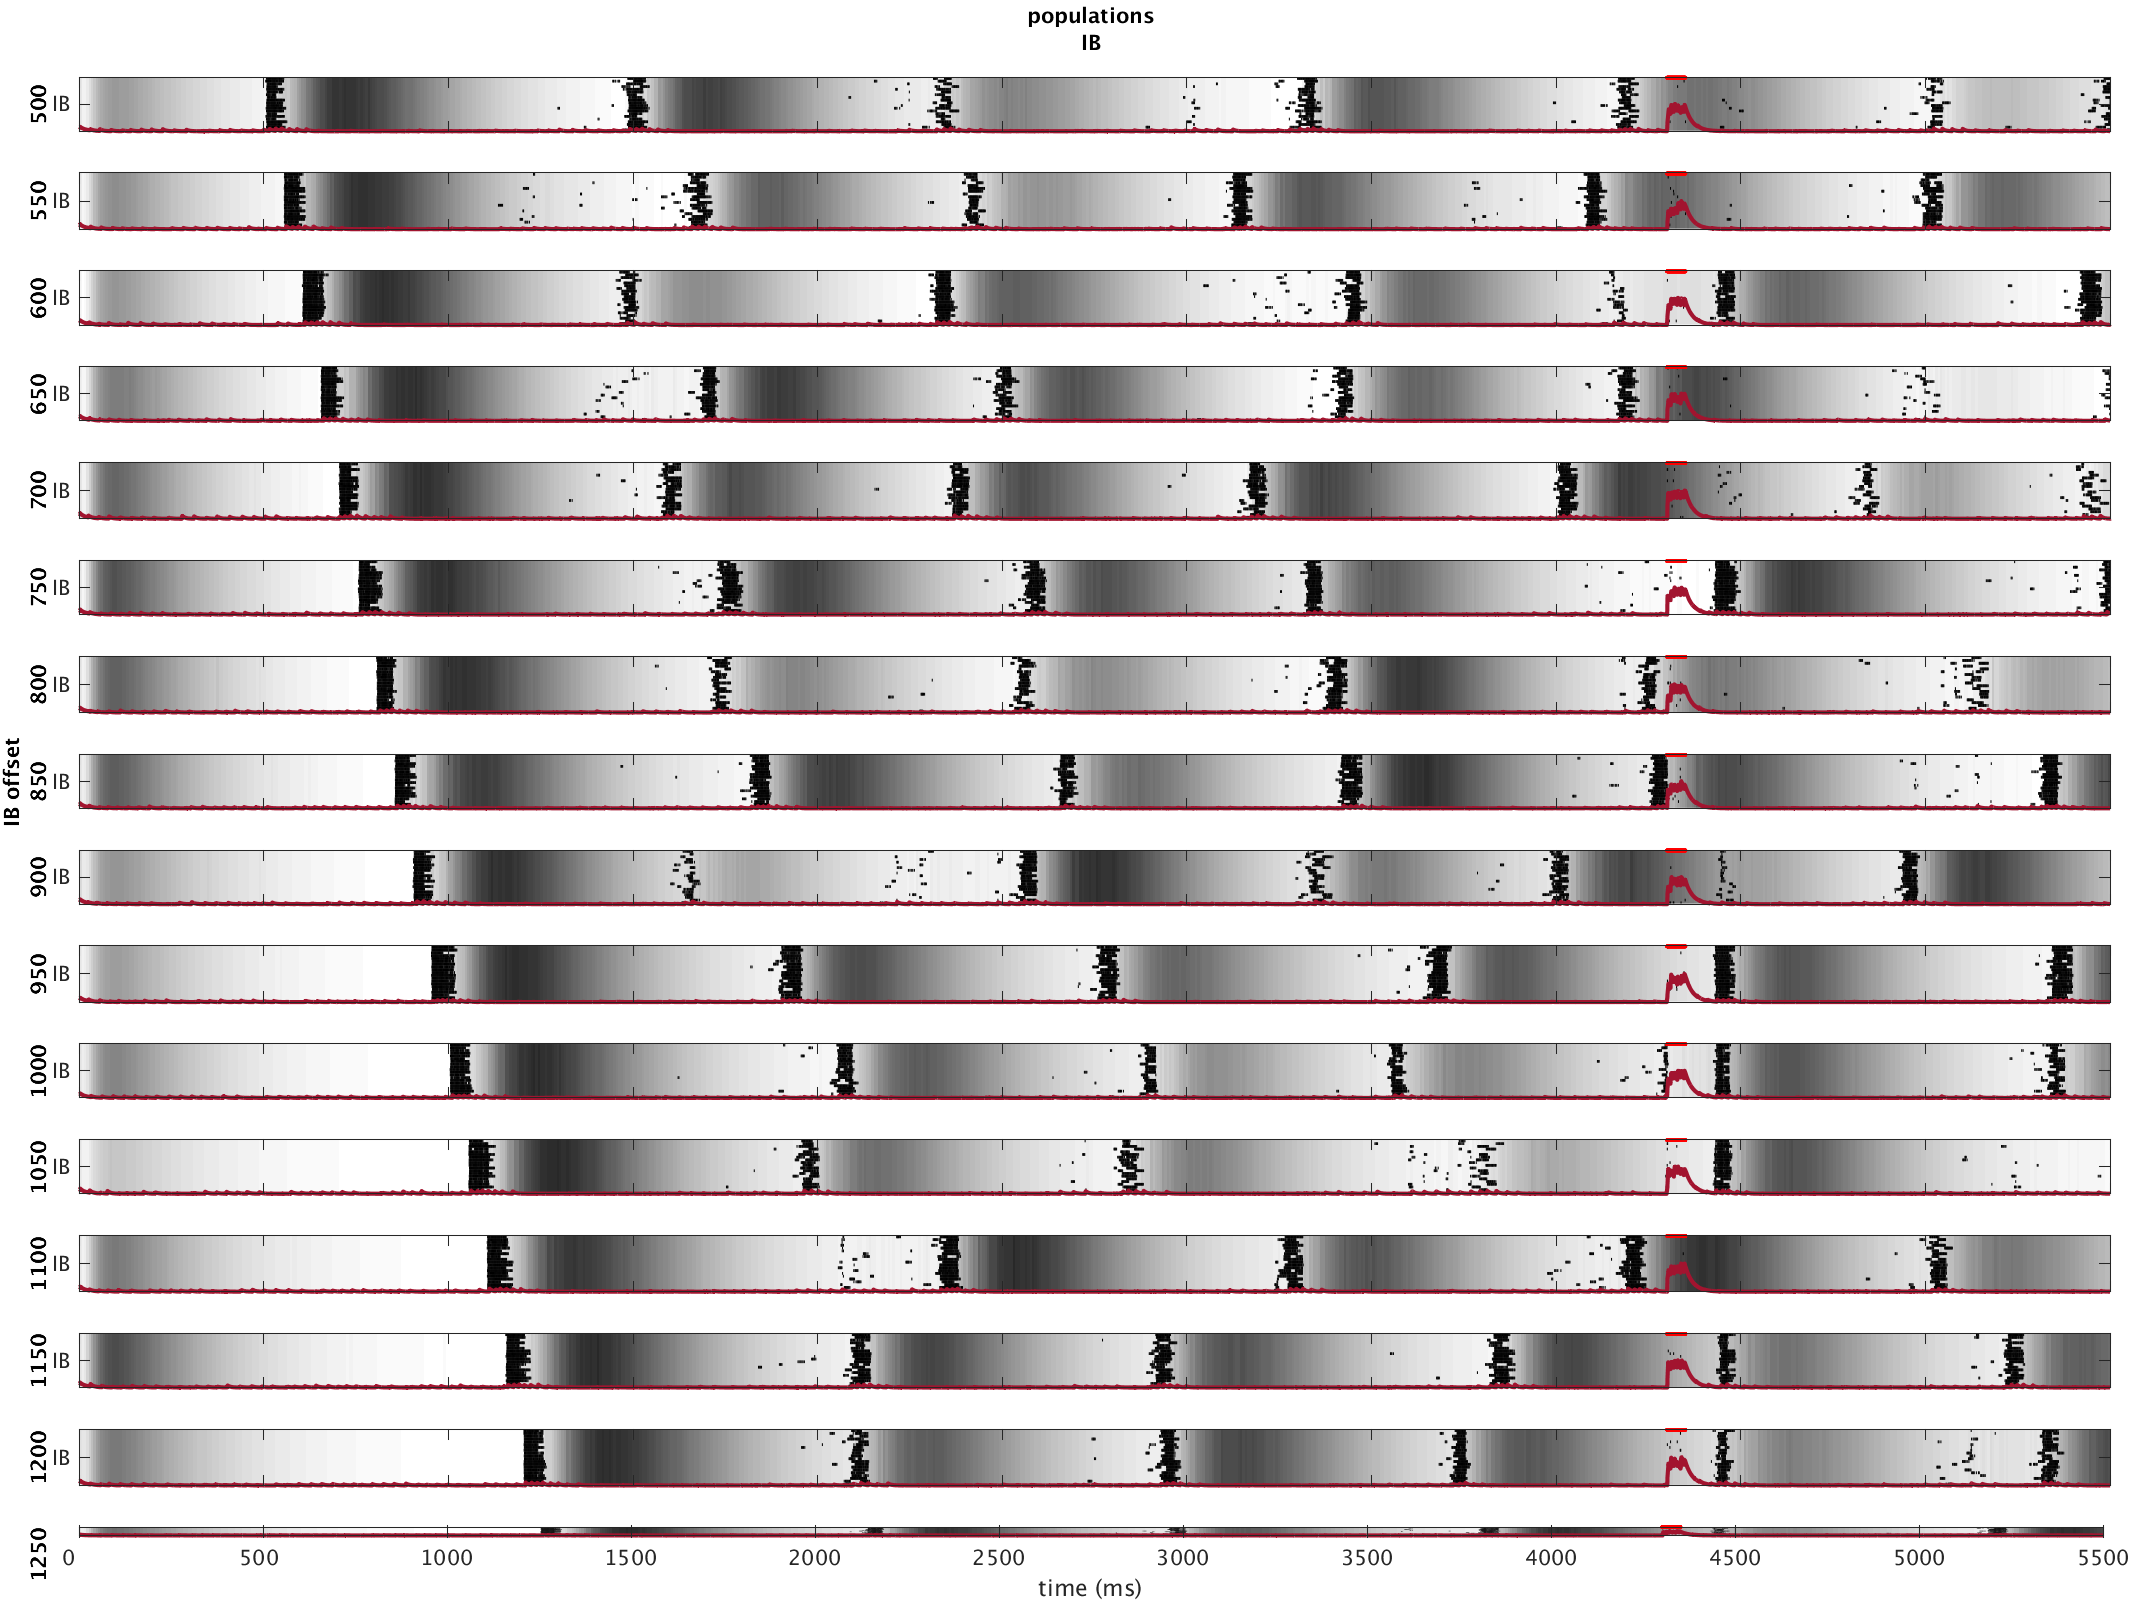 populations
IB
500 IB
550 IB
600 IB
650 IB
700 IB
750 IB
800 IB
IB offset
850 IB
900 IB
950 IB
1000 IB
1050 IB
1100 IB
1150 IB
1200 IB
1250
0 500 1000 1500 2000 2500 3000 3500 4000 4500 5000 5500
time (ms)